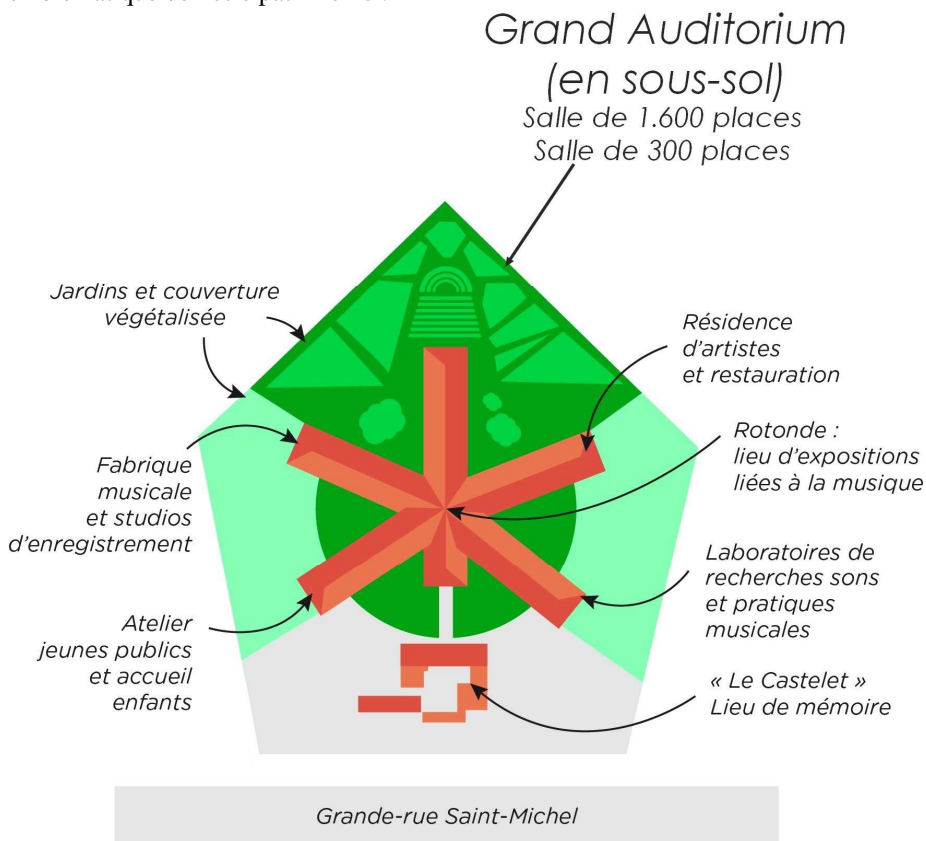 Grand Auditorium
(en sous-sol)
Salle de 1.600 places
Salle de 300 places
Jardins et couverture
végétalisée
Résidence
d'artistes
et restauration
Rotonde :
lieu d'expositions
liées à la musique
Fabrique
musicale
et studios
d'enregistrement
Laboratoires de
recherches sons
et pratiques
musicales
Atelier
jeunes publics
et accueil
enfants
« Le Castelet »
Lieu de mémoire
Grande-rue Saint-Michel